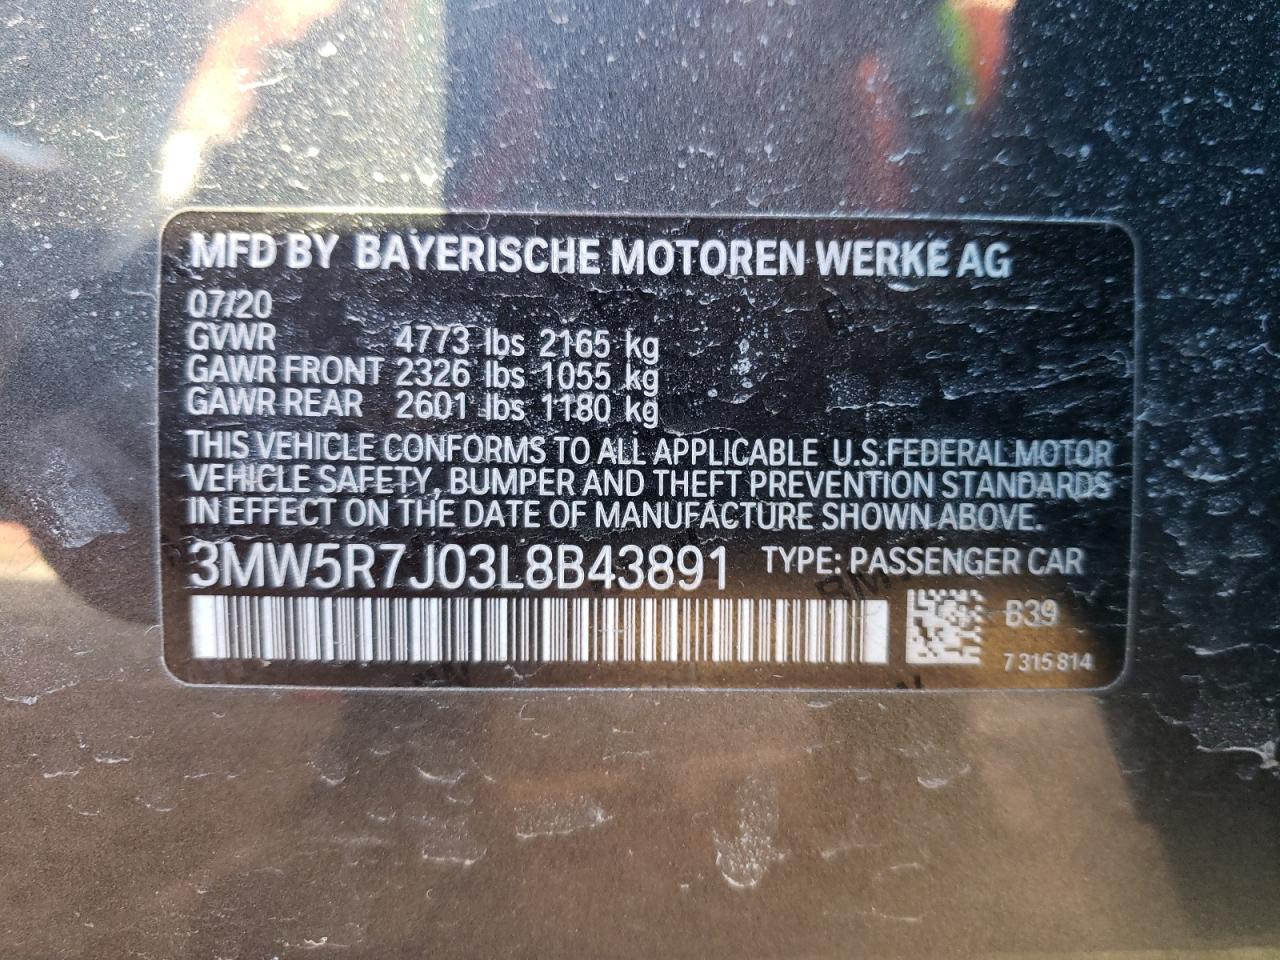 MFD BY BAYERISCHE MOTOREN WERKE AG
07/20
GVWR 4773 lbs 2165 kg
GAWR FRONT 2326 lbs 1055 kg
GAWR REAR 2601 lbs 1180 kg
THIS VEHICLE CONFORMS TO ALL APPLICABLE U.S.FEDERAL MOTOR
VEHICLE SAFETY, BUMPER AND THEFT PREVENTION STANDARDS
IN EFFECT ON THE DATE OF MANUFACTURE SHOWN ABOVE.
3MW5R7J03L8B43891 TYPE: PASSENGER CAR
B39
7 315 814